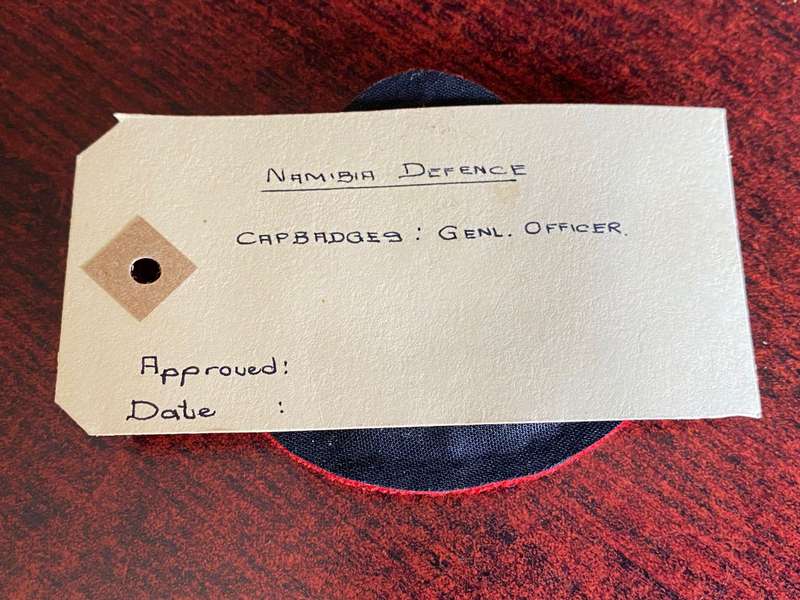 NAMIBIA DEFENCE
CAPBADGES : GENL. OFFICER.
Approved:
Date :